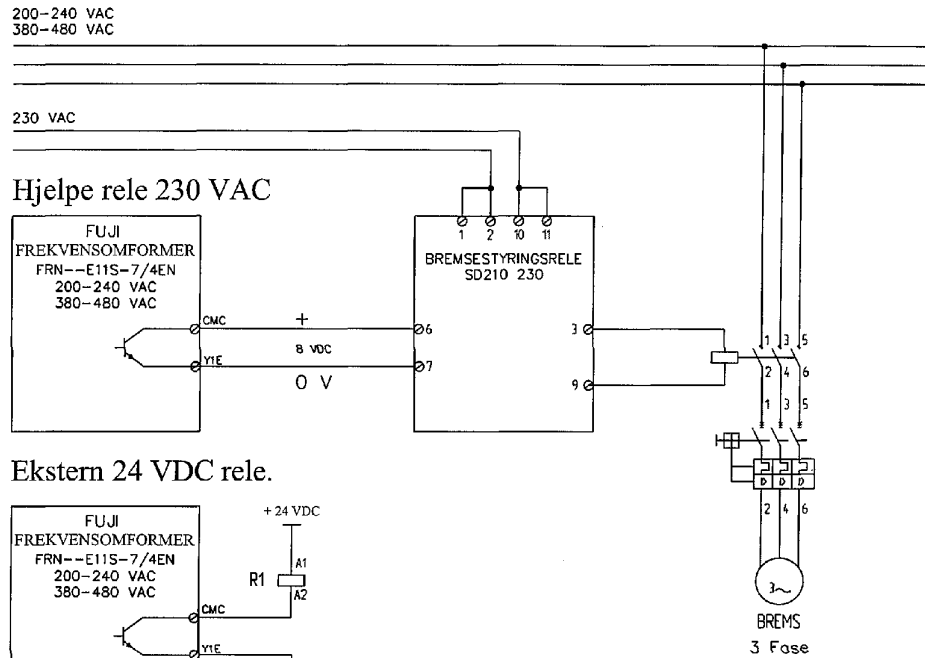 200-240 VAC
380-480 VAC
230 VAC
Hjelpe rele 230 VAC
FUJI
FREKVENSOMFORMER
FRN--E11S-7/4EN
200-240 VAC
380-480 VAC
CMC
Y1E
+
8 VDC
0 V
1 2 10 11
BREMSESTYRINGSRELE
SD210 230
6
7
3
9
1 3 5
2 4 6
1 3 5
D D D
2 4 6
3~
BREMS
3 Fase
Ekstern 24 VDC rele.
FUJI
FREKVENSOMFORMER
FRN--E11S-7/4EN
200-240 VAC
380-480 VAC
CMC
Y1E
+ 24 VDC
A1
R1
A2